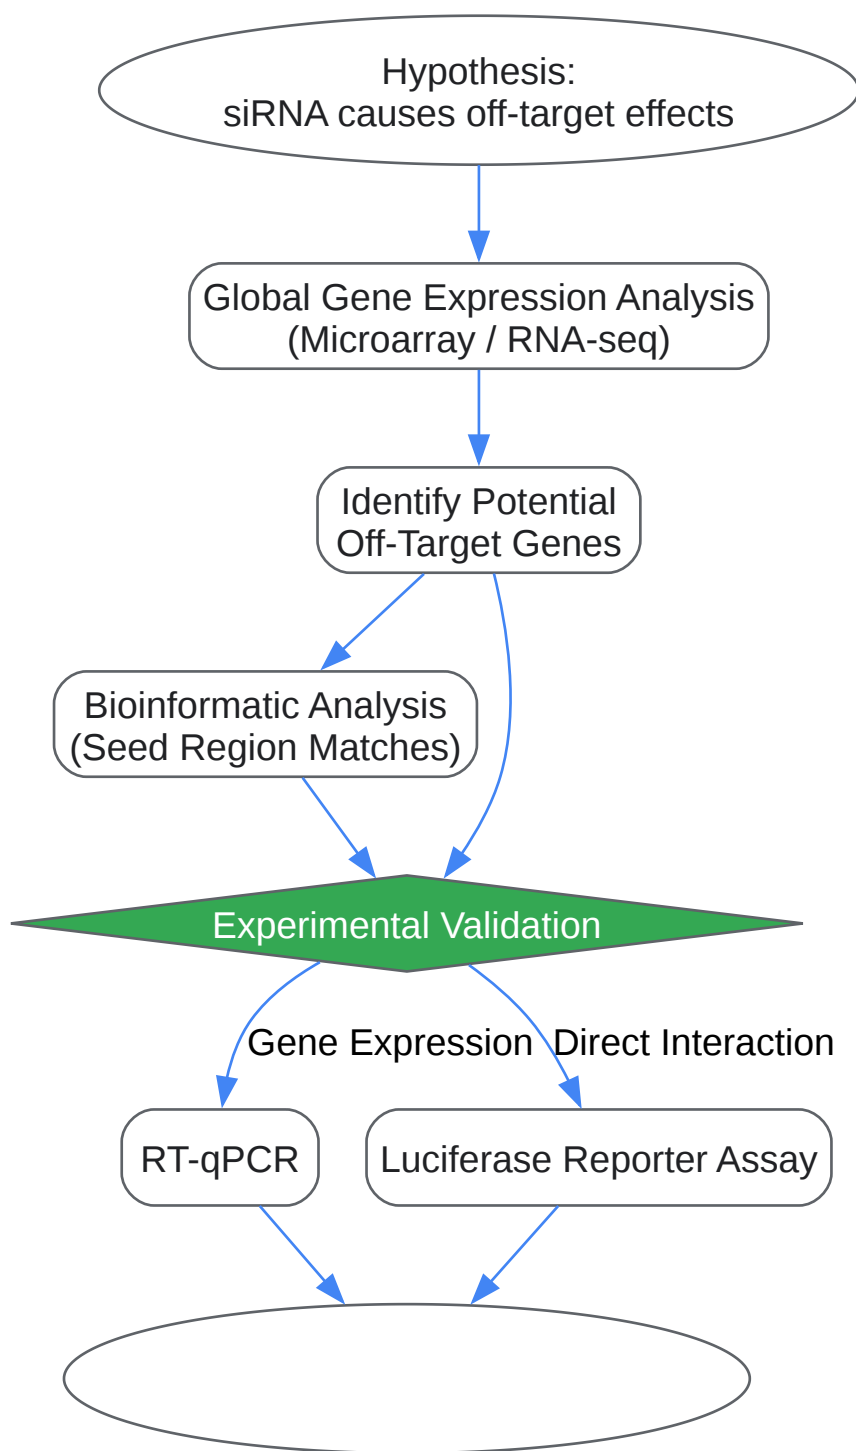 Hypothesis:
siRNA causes off-target effects
Global Gene Expression Analysis
(Microarray / RNA-seq)
Identify Potential
Off-Target Genes
Bioinformatic Analysis
(Seed Region Matches)
Experimental Validation
Gene Expression
Direct Interaction
RT-qPCR
Luciferase Reporter Assay